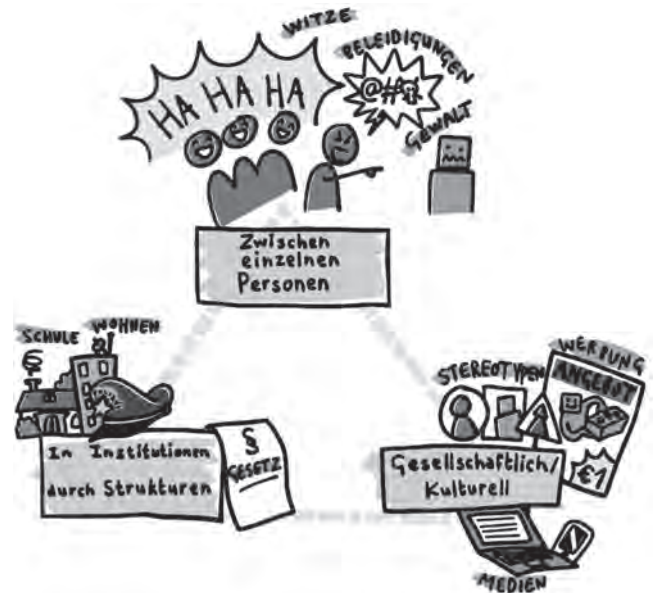 WITZE
BELEIDIGUNGEN
HA HA HA
@#
GEWALT
Zwischen
einzelnen
Personen
SCHULE
WOHNEN
In Institutionen
durch Strukturen
§
GESETZ
STEREOTYPEN
WERBUNG
ANGEBOT
€1
Gesellschaftlich/
Kulturell
MEDIEN